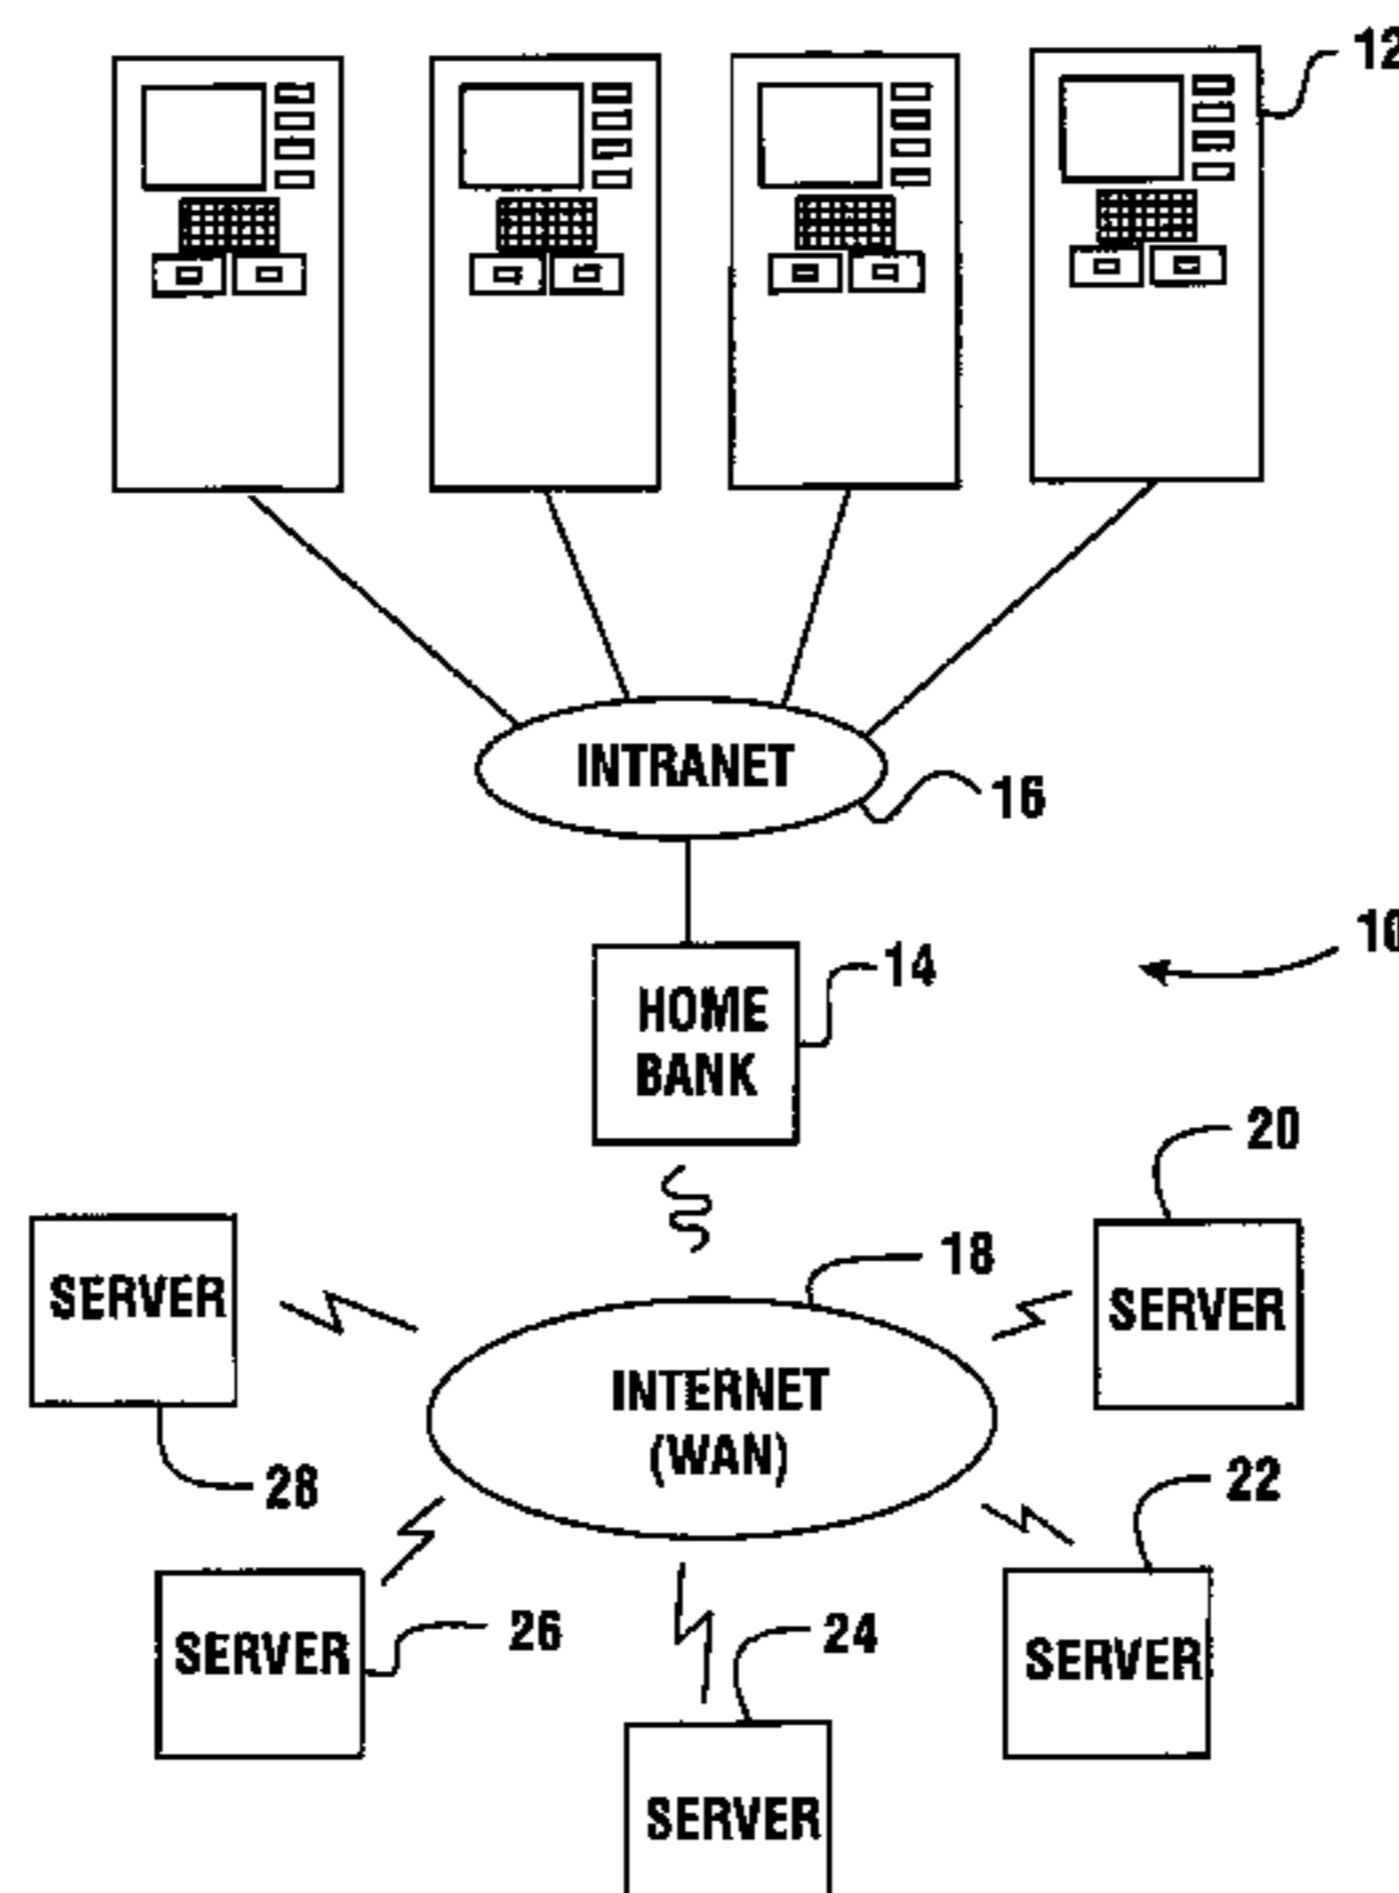 12
INTRANET
16
10
14
HOME
BANK
20
18
SERVER
SERVER
INTERNET
(WAN)
28
22
26
24
SERVER
SERVER
SERVER